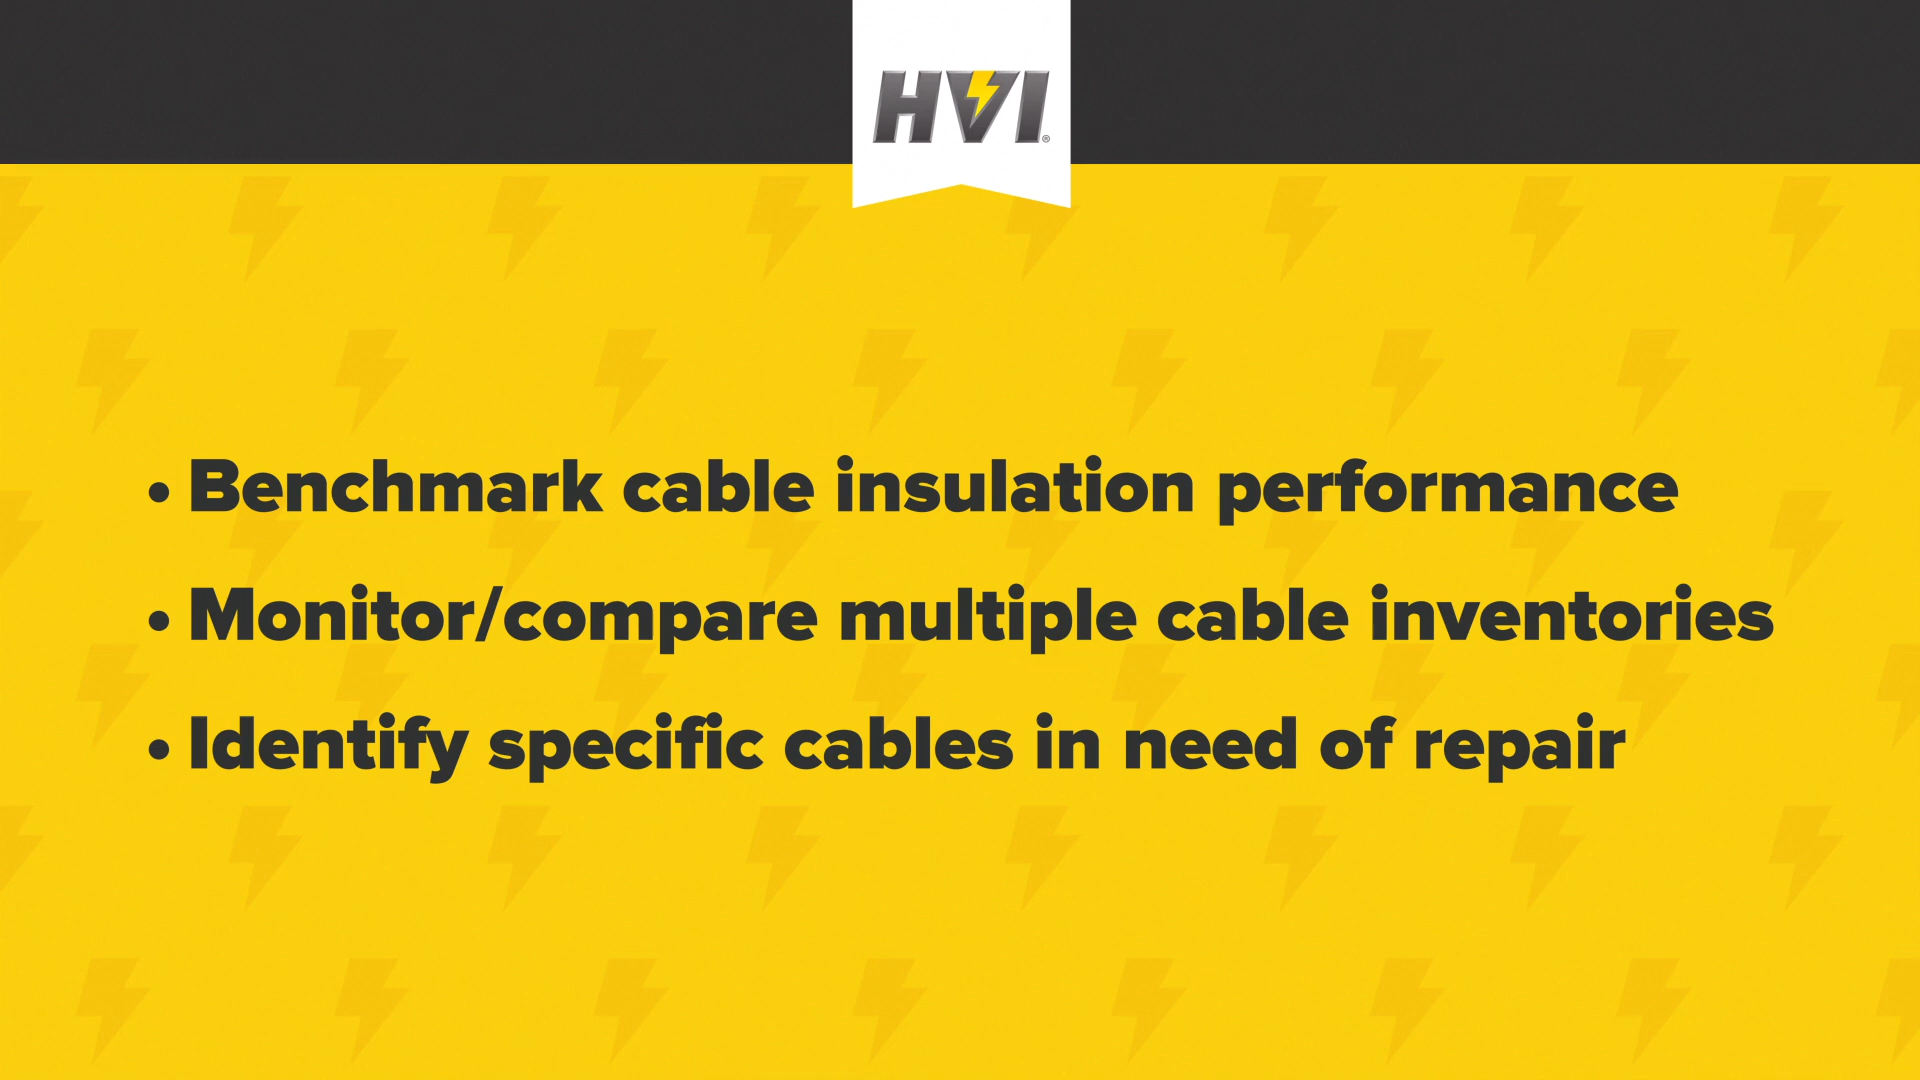 HVI®
• Benchmark cable insulation performance
• Monitor/compare multiple cable inventories
• Identify specific cables in need of repair